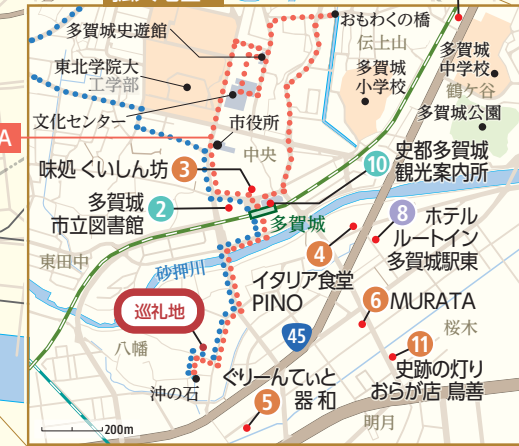 おもわくの橋
多賀城史遊館
伝上山
東北学院大
工学部
多賀城
小学校
多賀城
中学校
鶴ケ谷
文化センター
多賀城公園
A
市役所
中央
味処 くいしん坊
3
10
史都多賀城
観光案内所
多賀城
市立図書館
2
8
ホテル
ルートイン
多賀城駅東
多賀城
4
東田中
砂押川
イタリア食堂
PINO
巡礼地
6
MURATA
45
桜木
八幡
11
史跡の灯り
おらが店 鳥善
沖の石
ぐりーんてぃと
器 和
5
200m
明月